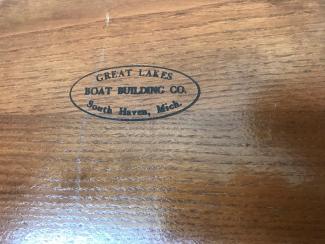 GREAT LAKES
BOAT BUILDING CO.
South Haven, Mich.